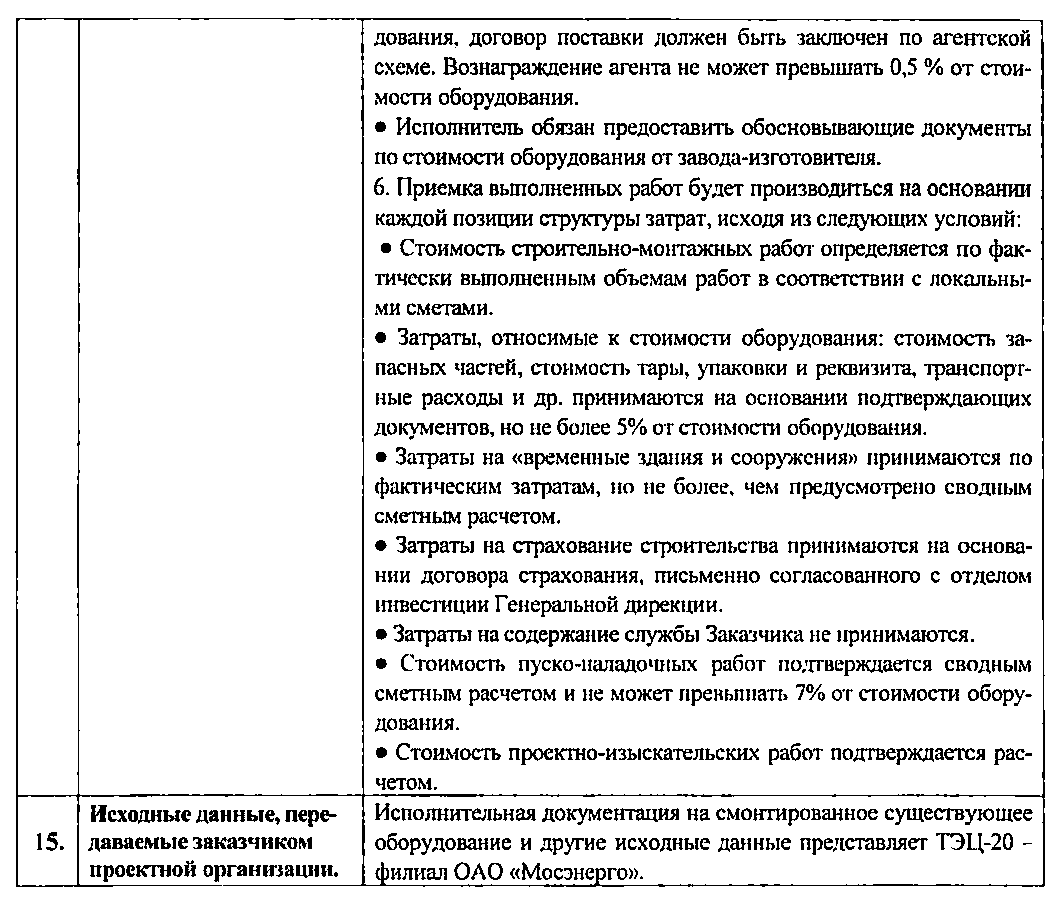 дования, договор поставки должен быть заключен по агентской
схеме. Вознаграждение агента не может превышать 0,5 % от стои-
мости оборудования.
● Исполнитель обязан предоставить обосновывающие документы
по стоимости оборудования от завода-изготовителя.
6. Приемка выполненных работ будет производиться на основании
каждой позиции структуры затрат, исходя из следующих условий:
● Стоимость строительно-монтажных работ определяется по фак-
тически выполненным объемам работ в соответствии с локальны-
ми сметами.
● Затраты, относимые к стоимости оборудования: стоимость за-
пасных частей, стоимость тары, упаковки и реквизита, транспорт-
ные расходы и др. принимаются на основании подтверждающих
документов, но не более 5% от стоимости оборудования.
● Затраты на «временные здания и сооружения» принимаются по
фактическим затратам, но не более, чем предусмотрено сводным
сметным расчетом.
● Затраты на страхование строительства принимаются на основа-
нии договора страхования, письменно согласованного с отделом
инвестиции Генеральной дирекции.
● Затраты на содержание службы Заказчика не принимаются.
● Стоимость пуско-наладочных работ подтверждается сводным
сметным расчетом и не может превышать 7% от стоимости обору-
дования.
● Стоимость проектно-изыскательских работ подтверждается рас-
четом.
15.
Исходные данные, пере-
даваемые заказчиком
проектной организации.
Исполнительная документация на смонтированное существующее
оборудование и другие исходные данные представляет ТЭЦ-20 -
филиал ОАО «Мосэнерго».